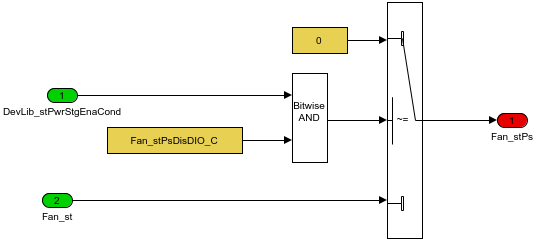 0
1
DevLib_stPwrStgEnaCond
Bitwise
AND
Fan_stPsDisDIO_C
~=
1
Fan_stPs
2
Fan_st